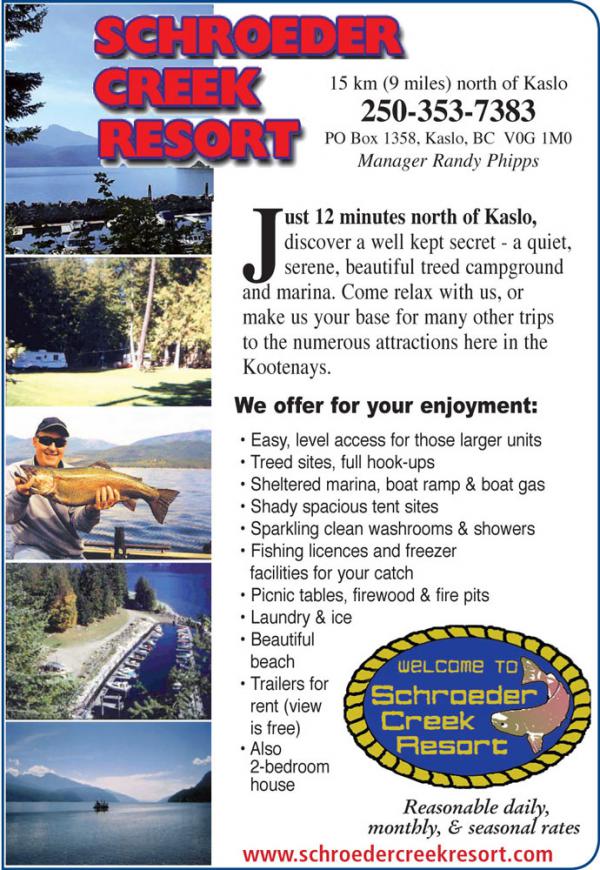 SCHROEDER
CREEK
RESORT
15 km (9 miles) north of Kaslo
250-353-7383
PO Box 1358, Kaslo, BC  V0G 1M0
Manager Randy Phipps
Just 12 minutes north of Kaslo,
discover a well kept secret - a quiet,
serene, beautiful treed campground
and marina. Come relax with us, or
make us your base for many other trips
to the numerous attractions here in the
Kootenays.
We offer for your enjoyment:
• Easy, level access for those larger units
• Treed sites, full hook-ups
• Sheltered marina, boat ramp & boat gas
• Shady spacious tent sites
• Sparkling clean washrooms & showers
• Fishing licences and freezer
facilities for your catch
• Picnic tables, firewood & fire pits
• Laundry & ice
• Beautiful
beach
• Trailers for
rent (view
is free)
• Also
2-bedroom
house
WELCOME TO
Schroeder
Creek
Resort
Reasonable daily,
monthly, & seasonal rates
www.schroedercreekresort.com